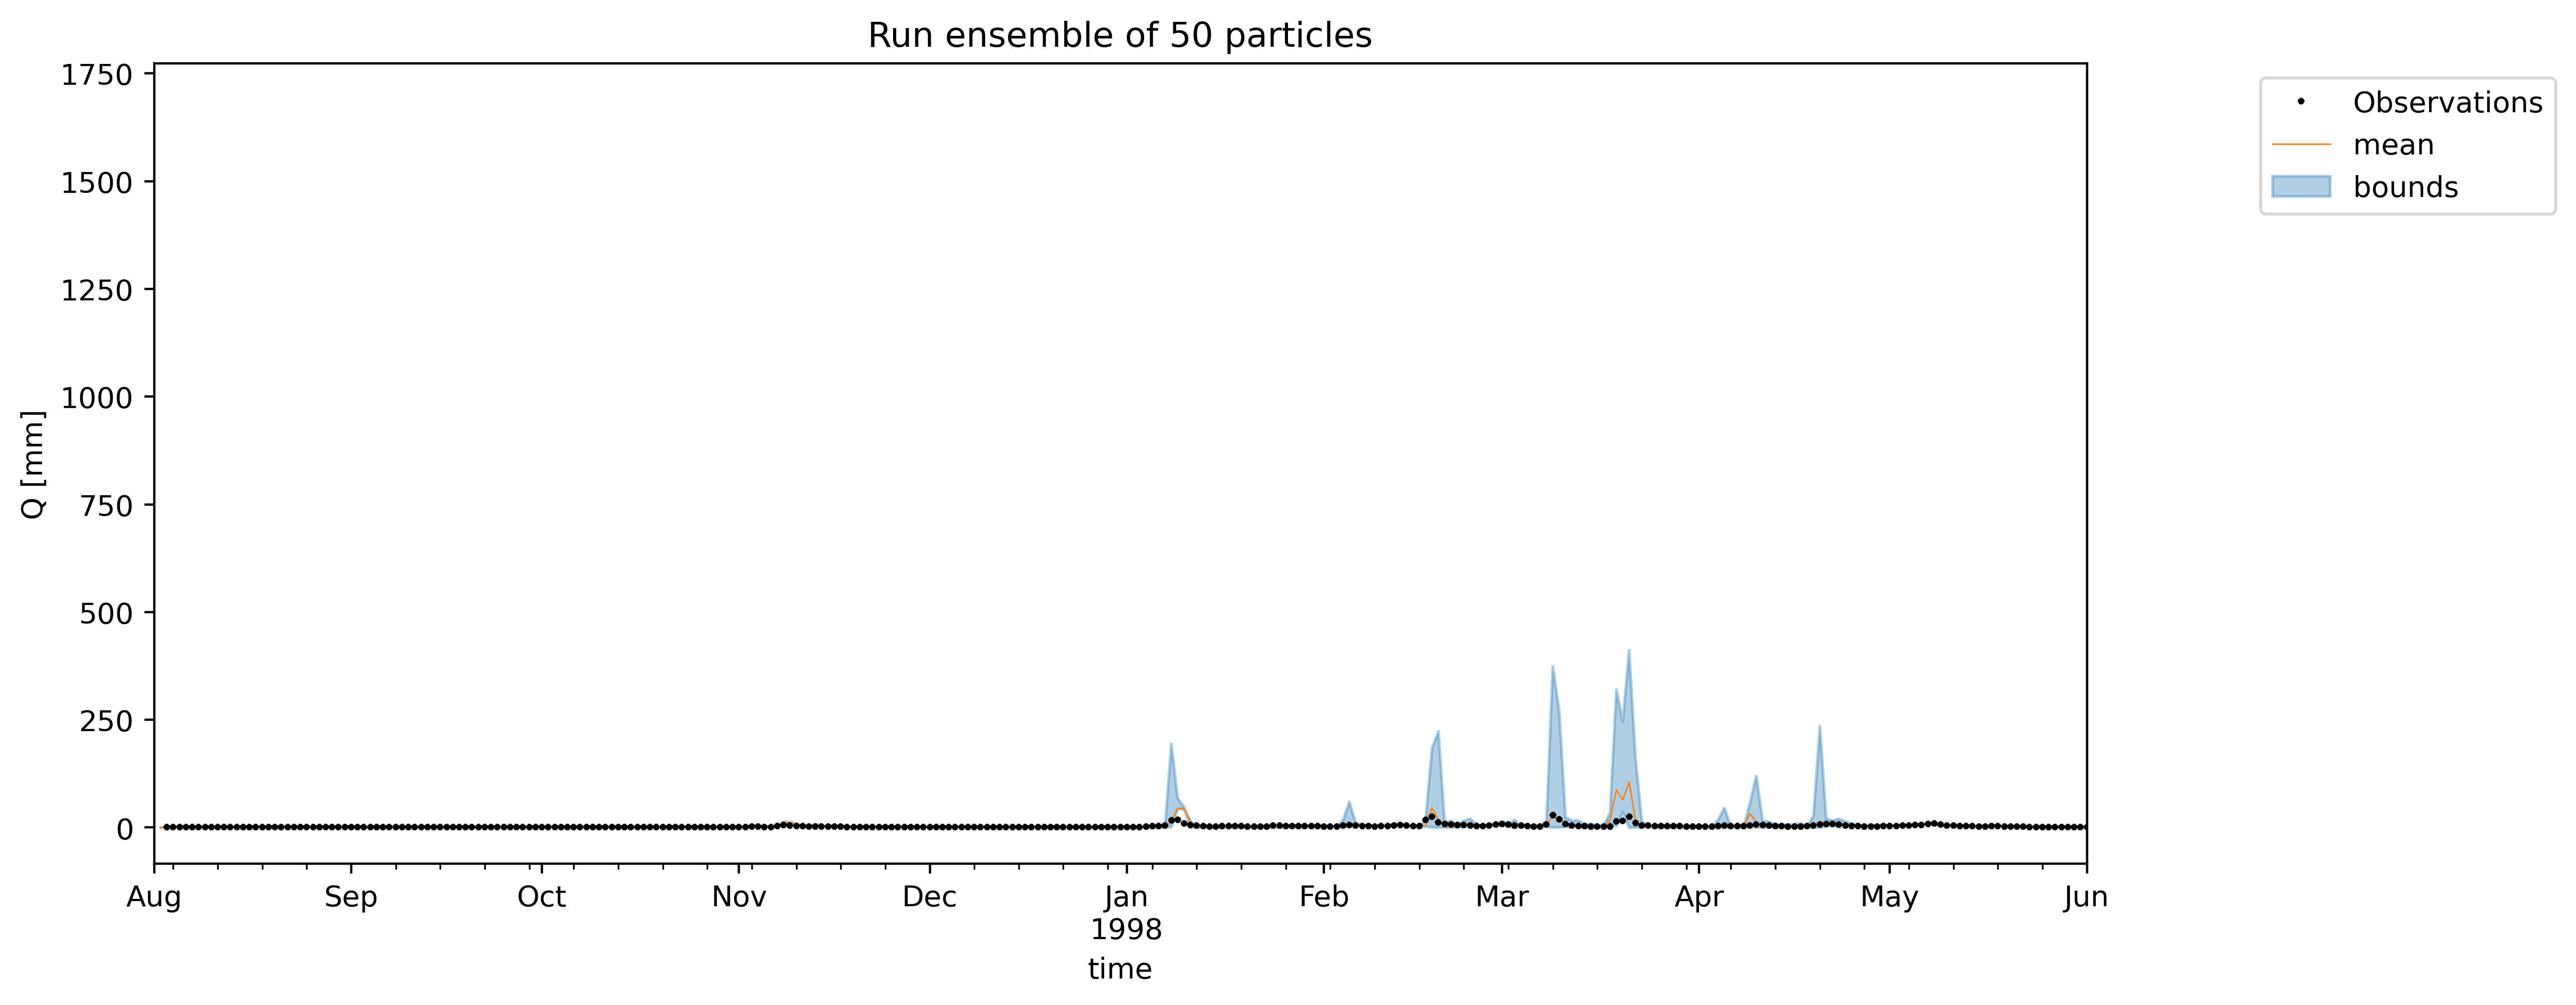 Run ensemble of 50 particles
1750
1500
1250
1000
750
500
250
0
Q [mm]
Aug Sep Oct Nov Dec Jan Feb Mar Apr May Jun
1998
time
Observations
mean
bounds